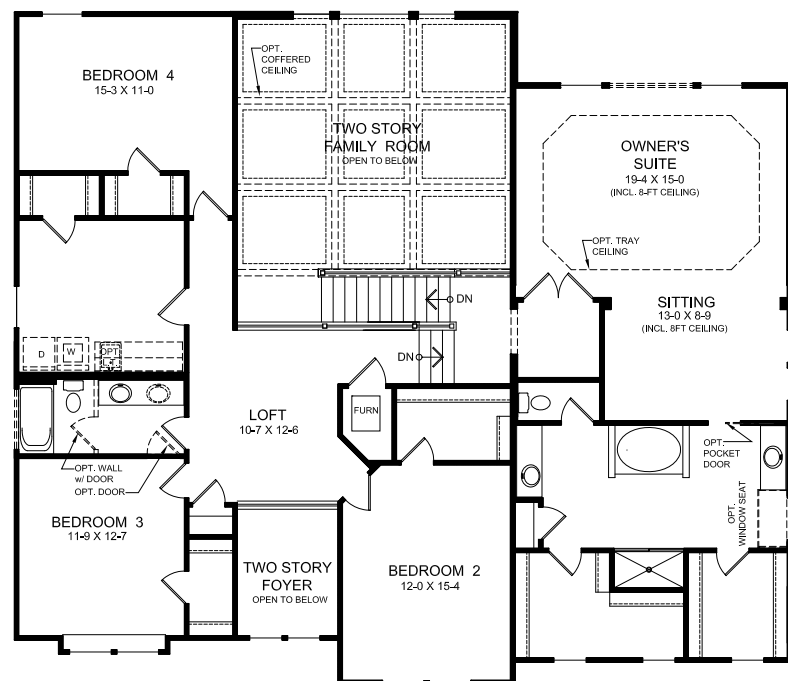 BEDROOM 4
15-3 X 11-0
OPT.
COFFERED
CEILING
TWO STORY
FAMILY ROOM
OPEN TO BELOW
OWNER'S
SUITE
19-4 X 15-0
(INCL. 8-FT CEILING)
OPT. TRAY
CEILING
DN
SITTING
13-0 X 8-9
(INCL. 8FT CEILING)
D
W
OPT
DN
FURN
LOFT
10-7 X 12-6
OPT. WALL
w/ DOOR
OPT. DOOR
OPT.
POCKET
DOOR
OPT.
WINDOW SEAT
BEDROOM 3
11-9 X 12-7
TWO STORY
FOYER
OPEN TO BELOW
BEDROOM 2
12-0 X 15-4